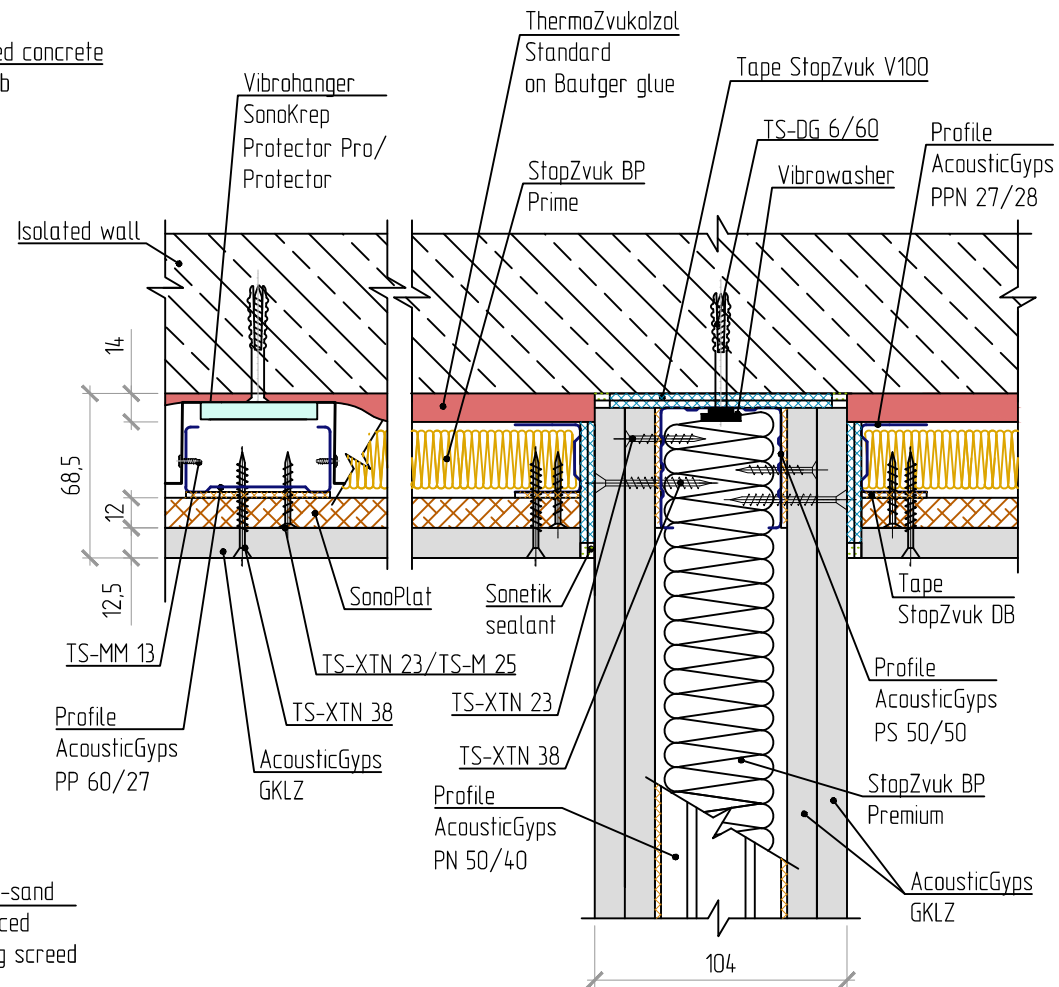 ed concrete
b
Vibrohanger
SonoKrep
Protector Pro/
Protector
ThermoZvukoIzol
Standard
on Bautger glue
StopZvuk BP
Prime
Tape StopZvuk V100
TS-DG 6/60
Vibrowasher
Profile
AcousticGyps
PPN 27/28
Isolated wall
14
68,5
12
12,5
TS-MM 13
Profile
AcousticGyps
PP 60/27
SonoPlat
TS-XTN 23/TS-M 25
TS-XTN 38
AcousticGyps
GKLZ
Sonetik
sealant
TS-XTN 23
TS-XTN 38
Profile
AcousticGyps
PN 50/40
Tape
StopZvuk DB
Profile
AcousticGyps
PS 50/50
StopZvuk BP
Premium
AcousticGyps
GKLZ
-sand
ced
g screed
104